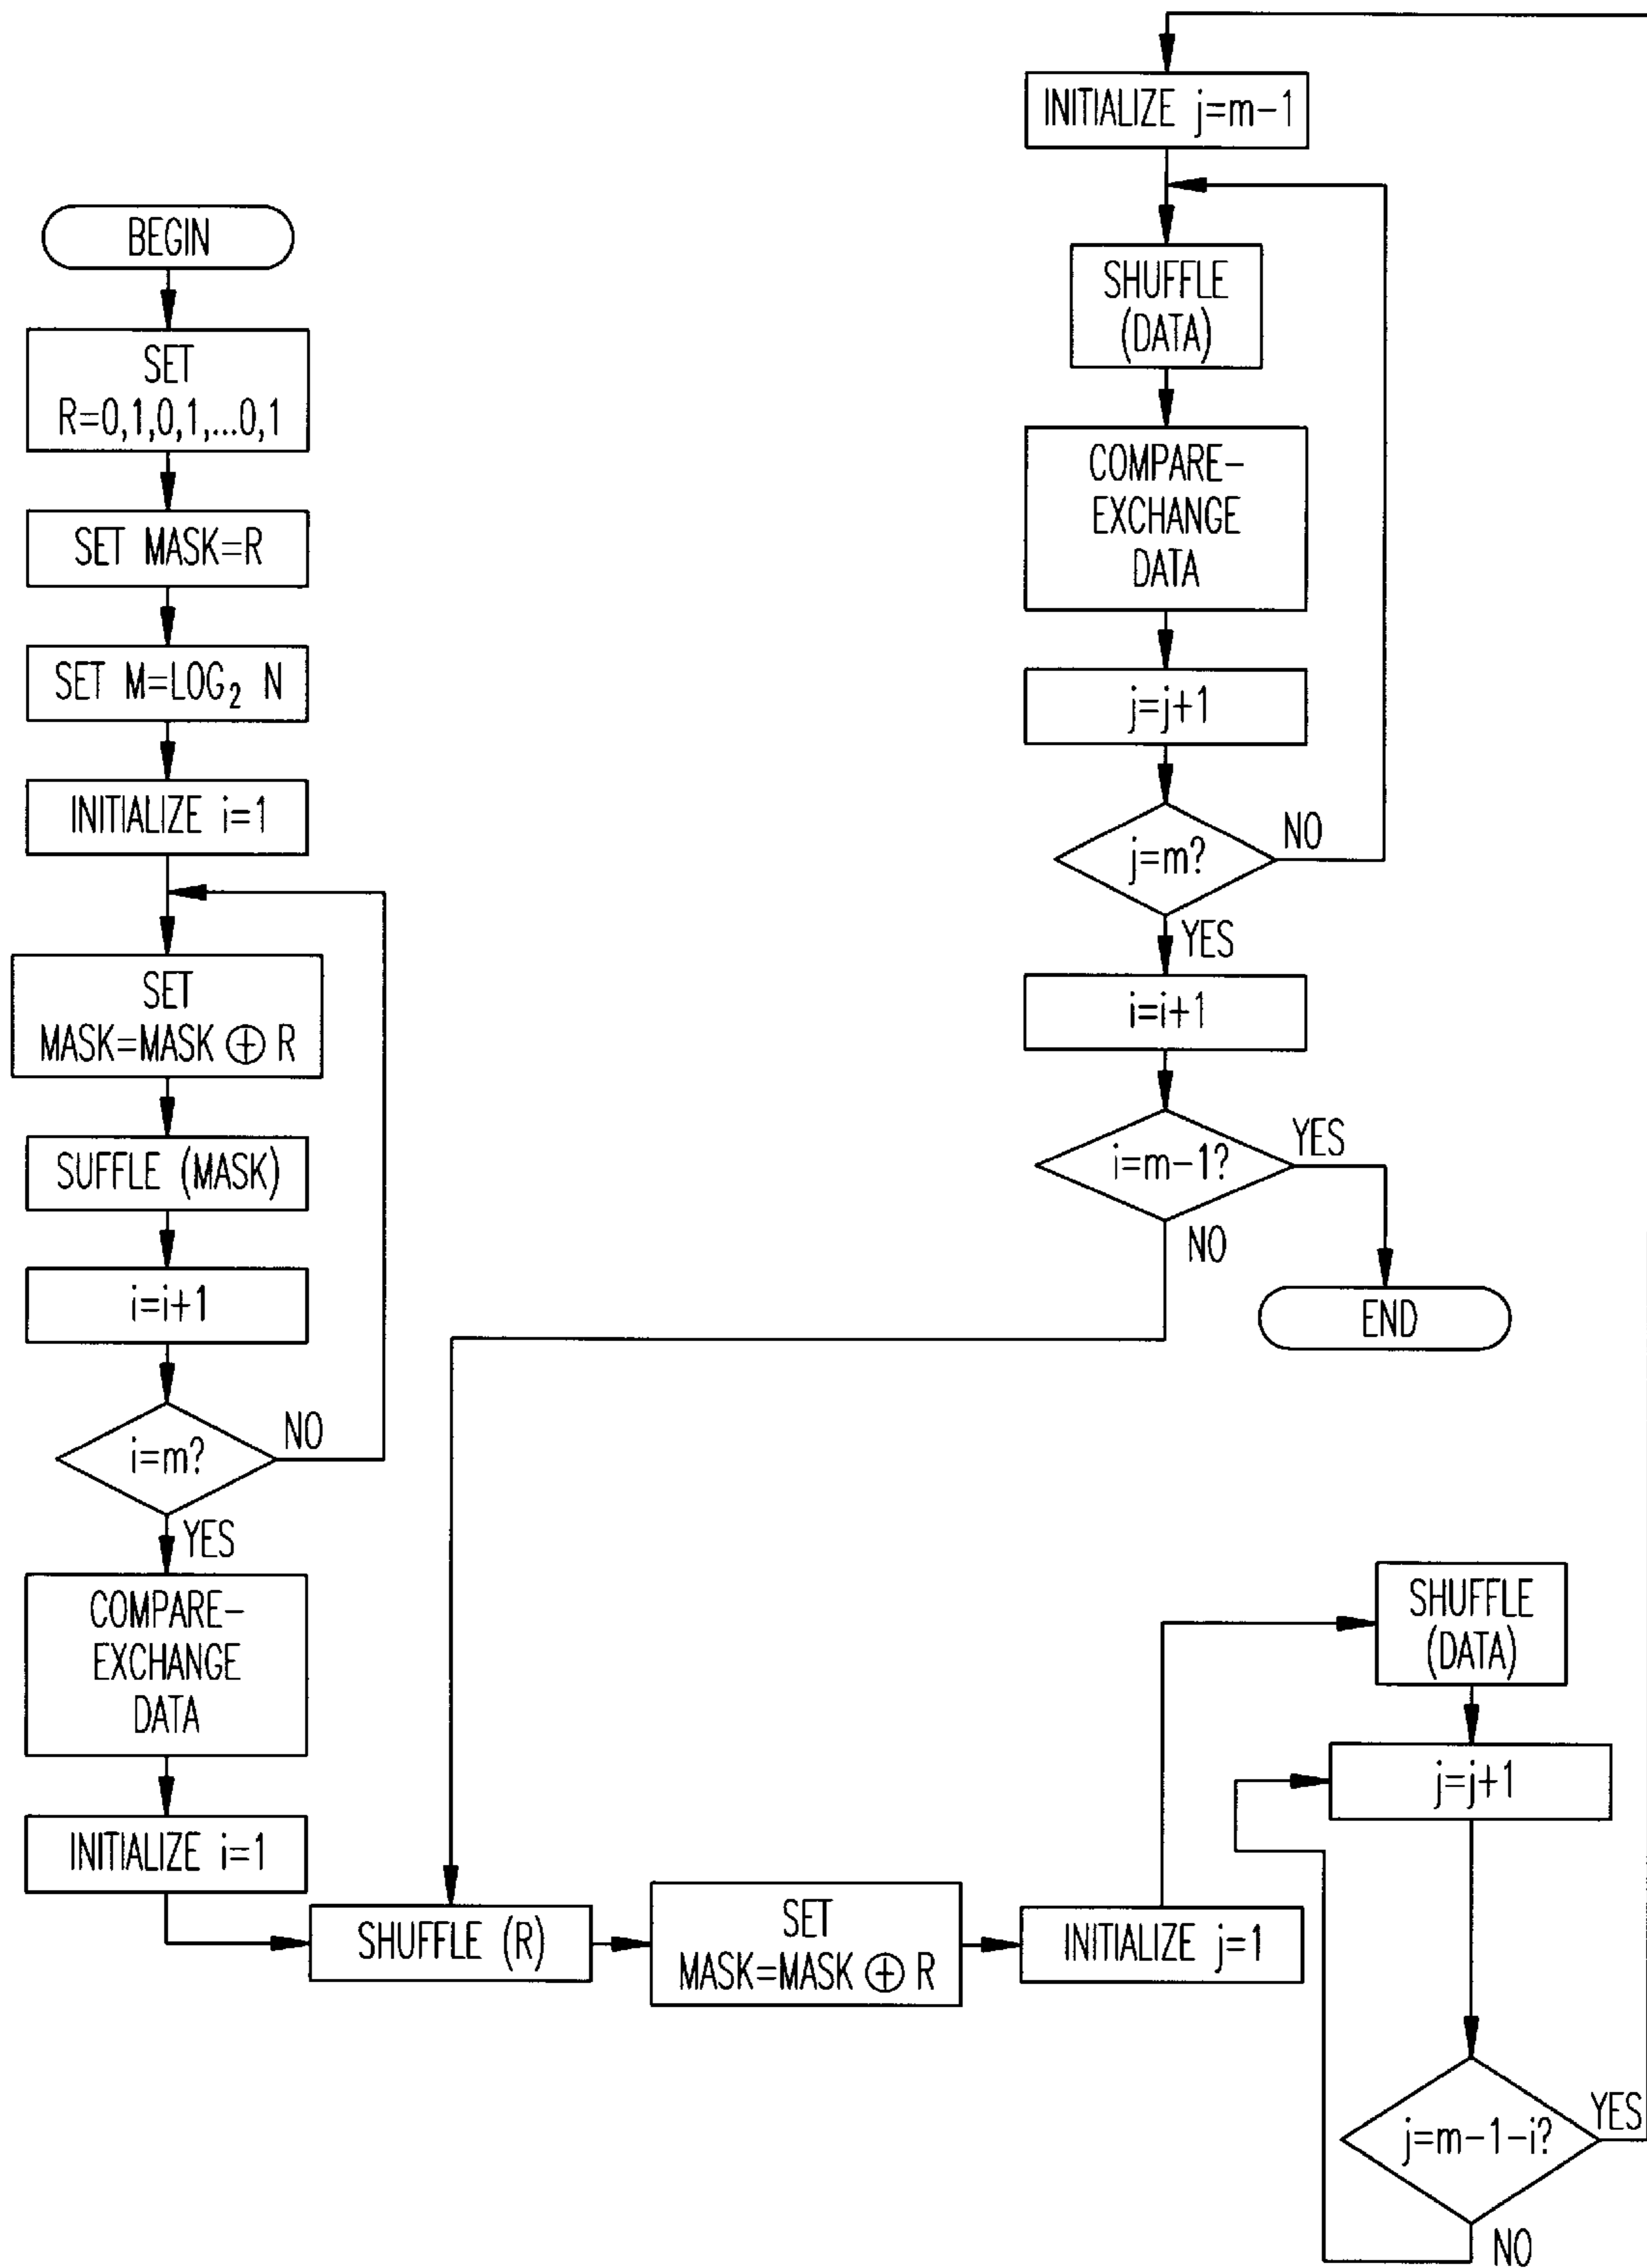 BEGIN
SET
R=0,1,0,1,...0,1
SET MASK=R
SET M=LOG₂ N
INITIALIZE i=1
SET
MASK=MASK ⊕ R
SUFFLE (MASK)
i=i+1
i=m?
NO
YES
COMPARE-
EXCHANGE
DATA
INITIALIZE i=1
SHUFFLE (R)
SET
MASK=MASK ⊕ R
INITIALIZE j=1
SHUFFLE
(DATA)
j=j+1
j=m-1-i?
YES
NO
INITIALIZE j=m-1
SHUFFLE
(DATA)
COMPARE-
EXCHANGE
DATA
j=j+1
j=m?
NO
YES
i=i+1
i=m-1?
YES
NO
END